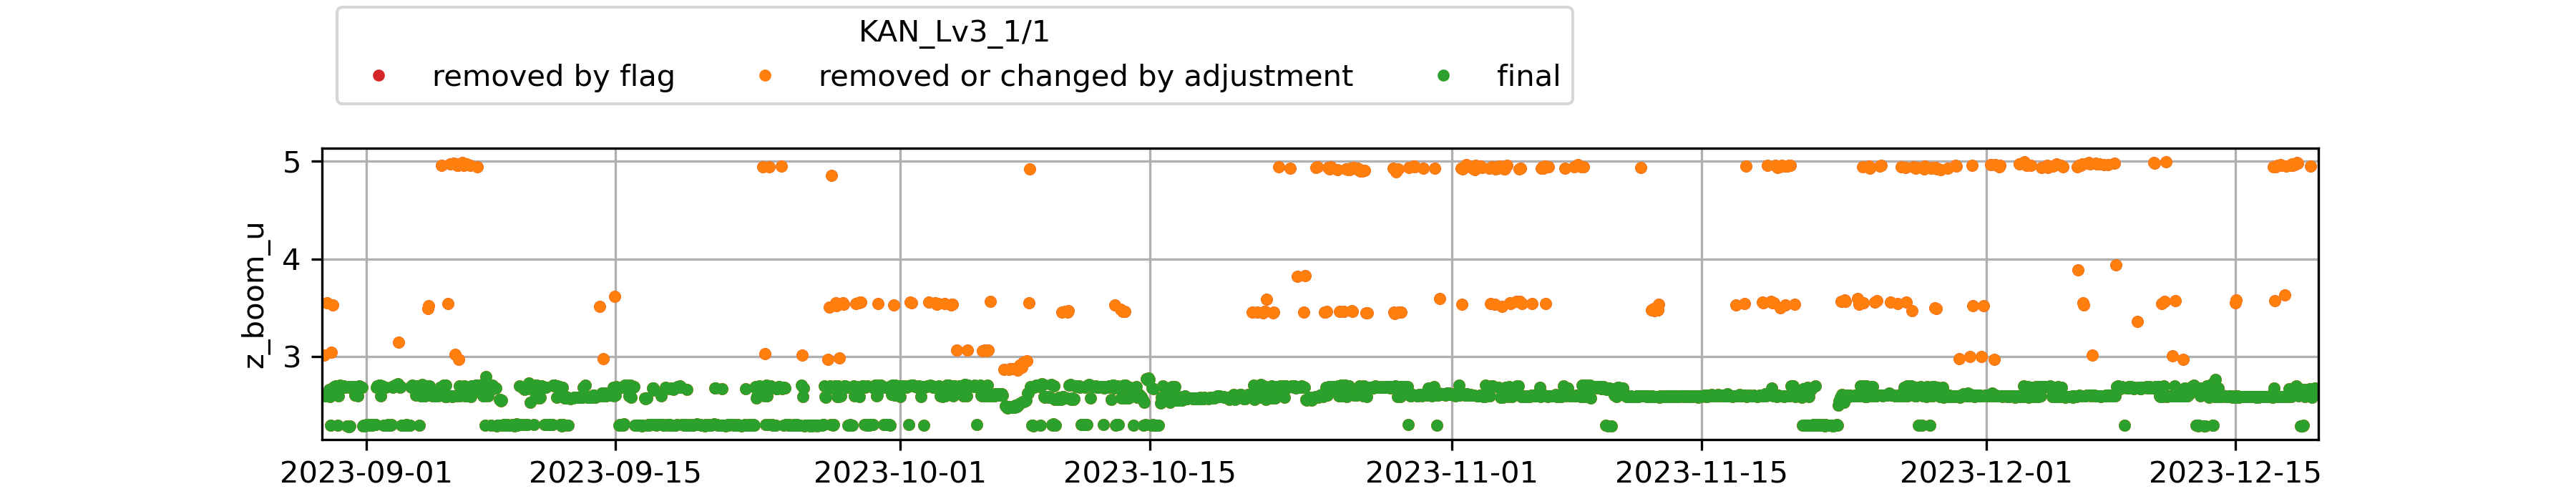 KAN_Lv3_1/1
removed by flag removed or changed by adjustment final
z_boom_u
5
4
3
2023-09-01 2023-09-15 2023-10-01 2023-10-15 2023-11-01 2023-11-15 2023-12-01 2023-12-15